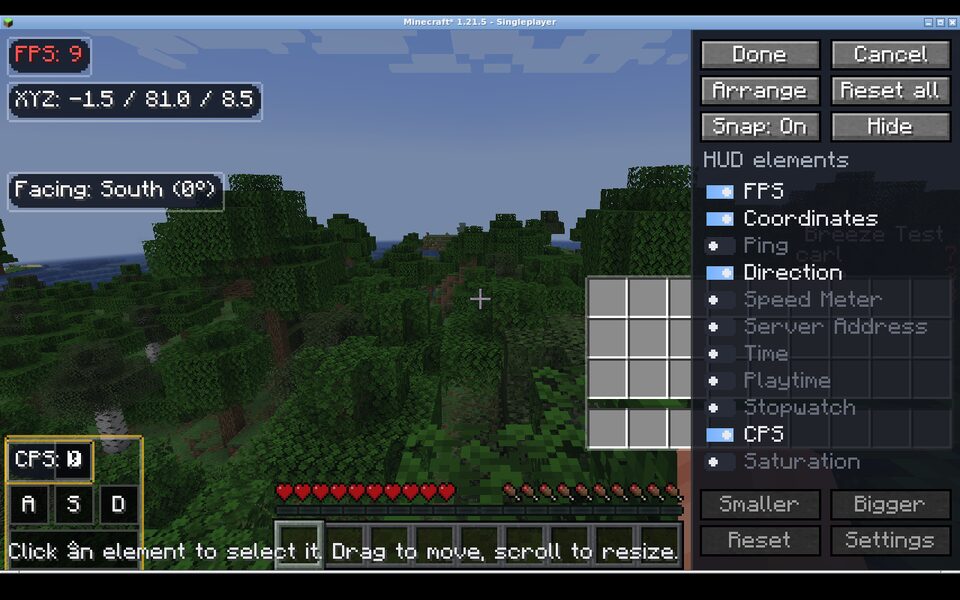 Minecraft* 1.21.5 - Singleplayer
FPS: 9
XYZ: -1.5 / 81.0 / 8.5
Facing: South (0°)
Done
Cancel
Arrange
Reset all
Snap: On
Hide
HUD elements
FPS
Coordinates
Ping
Direction
Speed Meter
Server Address
Time
Playtime
Stopwatch
CPS
Saturation
Breeze Test
carl
Smaller
Bigger
Reset
Settings
CPS:
A S D
Click an element to select it. Drag to move, scroll to resize.